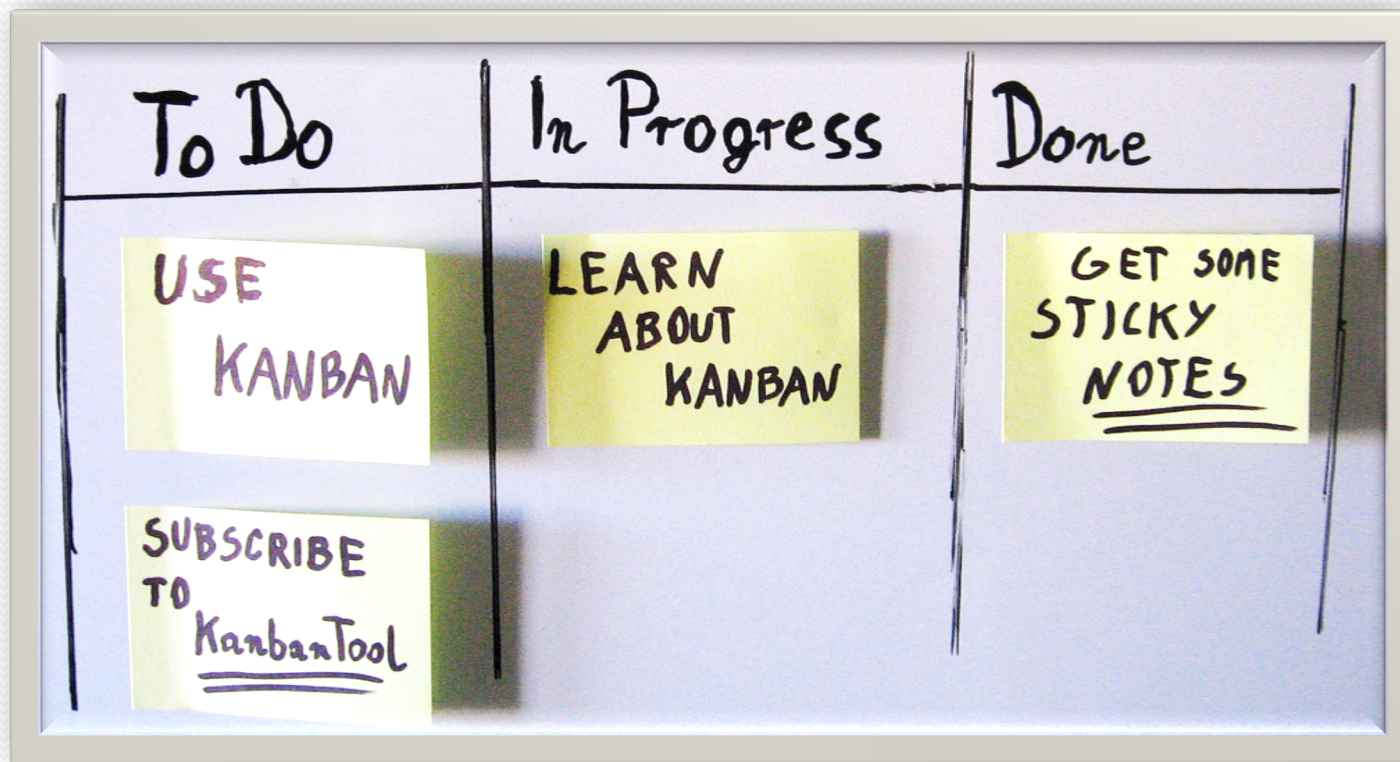 To Do
In Progress
Done
USE
KANBAN
SUBSCRIBE
TO
KanbanTool
LEARN
ABOUT
KANBAN
GET SOME
STICKY
NOTES